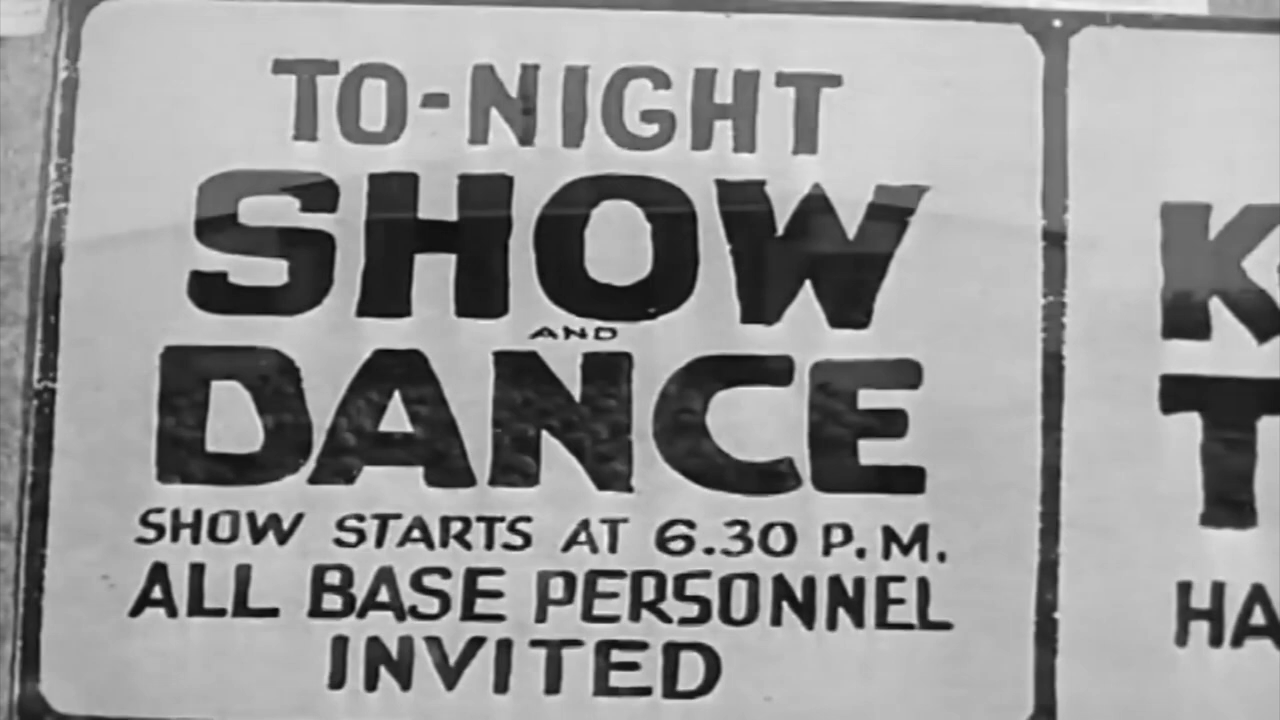 TO-NIGHT
SHOW
AND
DANCE
SHOW STARTS AT 6.30 P.M.
ALL BASE PERSONNEL
INVITED